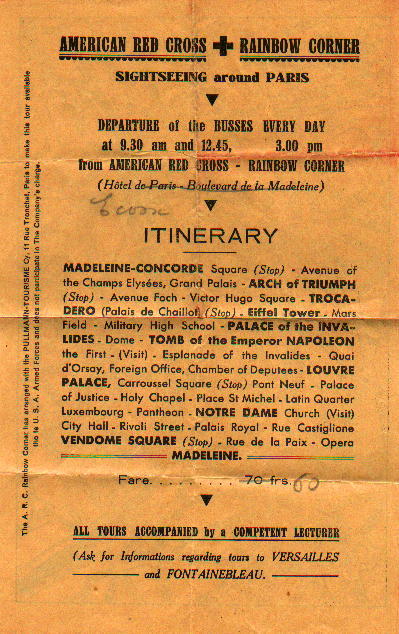 AMERICAN RED CROSS ✚ RAINBOW CORNER
SIGHTSEEING around PARIS
DEPARTURE of the BUSSES EVERY DAY
at 9.30 am and 12.45, 3.00 pm
from AMERICAN RED CROSS - RAINBOW CORNER
(Hôtel de Paris - Boulevard de la Madeleine)
ITINERARY
MADELEINE-CONCORDE Square (Stop) - Avenue of
the Champs Elysées, Grand Palais - ARCH of TRIUMPH
(Stop) - Avenue Foch - Victor Hugo Square - TROCA-
DERO (Palais de Chaillot) (Stop) - Eiffel Tower - Mars
Field - Military High School - PALACE of the INVA-
LIDES - Dome - TOMB of the Emperor NAPOLEON
the First - (Visit) - Esplanade of the Invalides - Quai
d'Orsay, Foreign Office, Chamber of Deputees - LOUVRE
PALACE, Carroussel Square (Stop) Pont Neuf - Palace
of Justice - Holy Chapel - Place St Michel - Latin Quarter
Luxembourg - Pantheon - NOTRE DAME Church (Visit)
City Hall - Rivoli Street - Palais Royal - Rue Castiglione
VENDOME SQUARE (Stop) - Rue de la Paix - Opera
MADELEINE.
Fare. . . . . . . . . 70 frs. 60
ALL TOURS ACCOMPANIED by a COMPETENT LECTURER
(Ask for Informations regarding tours to VERSAILLES
and FONTAINEBLEAU.
The A. R. C. Rainbow Corner has arranged with the PULLMANN-TOURISME Cy, 11 Rue Tronchet, Paris to make this tour available
the to U. S. A. Armed Forces and does not participate in The Company's charge.